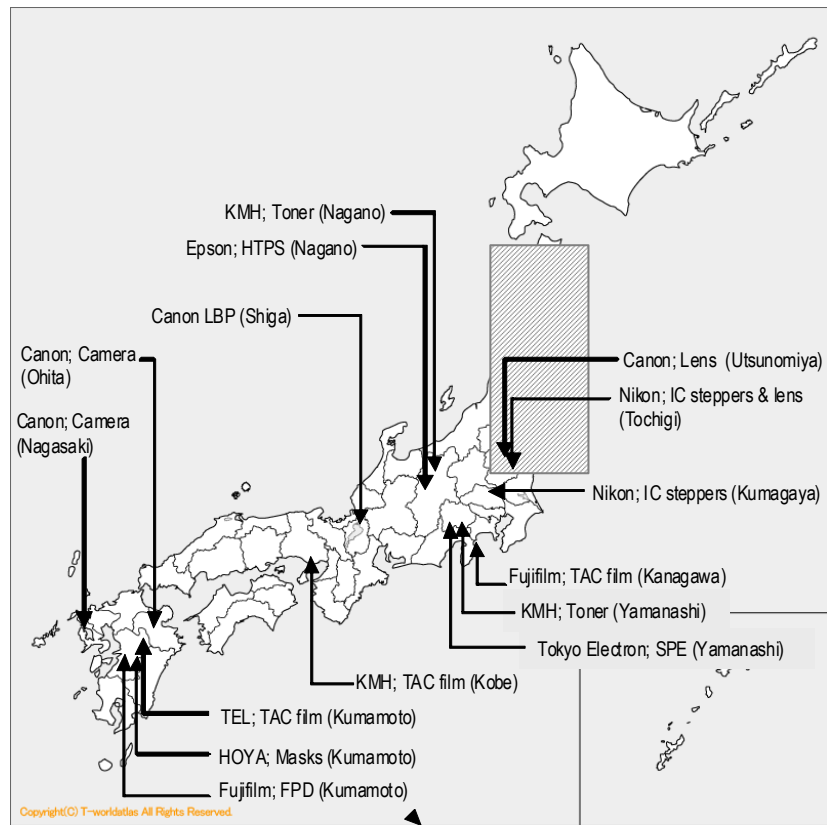 KMH; Toner (Nagano)
Epson; HTPS (Nagano)
Canon LBP (Shiga)
Canon; Camera
(Ohita)
Canon; Lens (Utsunomiya)
Nikon; IC steppers & lens
(Tochigi)
Canon; Camera
(Nagasaki)
Nikon; IC steppers (Kumagaya)
Fujifilm; TAC film (Kanagawa)
KMH; Toner (Yamanashi)
Tokyo Electron; SPE (Yamanashi)
KMH; TAC film (Kobe)
TEL; TAC film (Kumamoto)
HOYA; Masks (Kumamoto)
Fujifilm; FPD (Kumamoto)
Copyright(C) T-worldatlas All Rights Reserved.